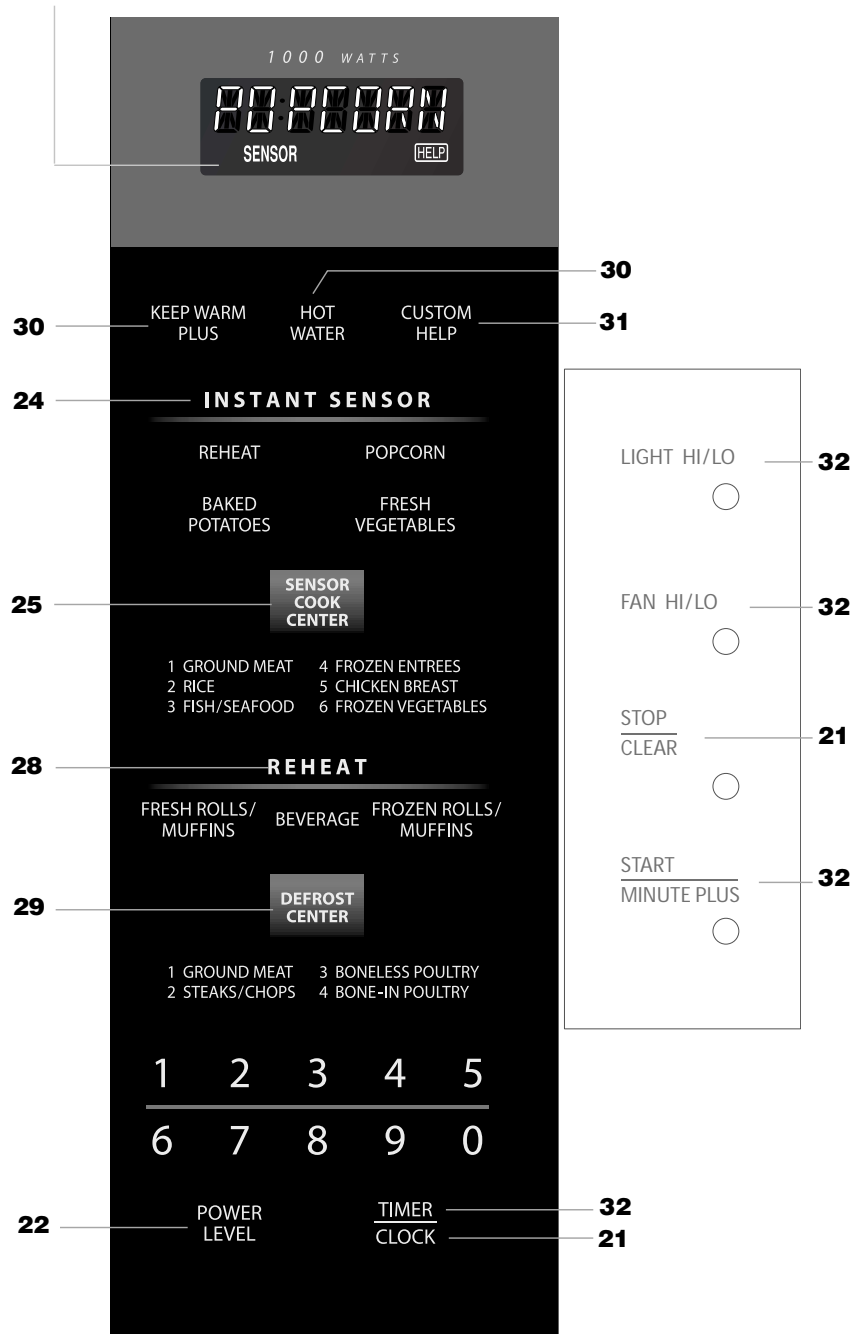 1000 WATTS
POPCORN
SENSOR HELP
30
KEEP WARM PLUS
30
HOT WATER
CUSTOM HELP
31
24
INSTANT SENSOR
REHEAT
POPCORN
BAKED POTATOES
FRESH VEGETABLES
25
SENSOR
COOK
CENTER
1 GROUND MEAT 4 FROZEN ENTREES
2 RICE 5 CHICKEN BREAST
3 FISH/SEAFOOD 6 FROZEN VEGETABLES
28
REHEAT
FRESH ROLLS/ MUFFINS
BEVERAGE
FROZEN ROLLS/ MUFFINS
29
DEFROST
CENTER
1 GROUND MEAT 3 BONELESS POULTRY
2 STEAKS/CHOPS 4 BONE-IN POULTRY
1 2 3 4 5
6 7 8 9 0
22
POWER
LEVEL
TIMER
32
CLOCK
21
LIGHT HI/LO
32
FAN HI/LO
32
STOP
CLEAR
21
START
MINUTE PLUS
32